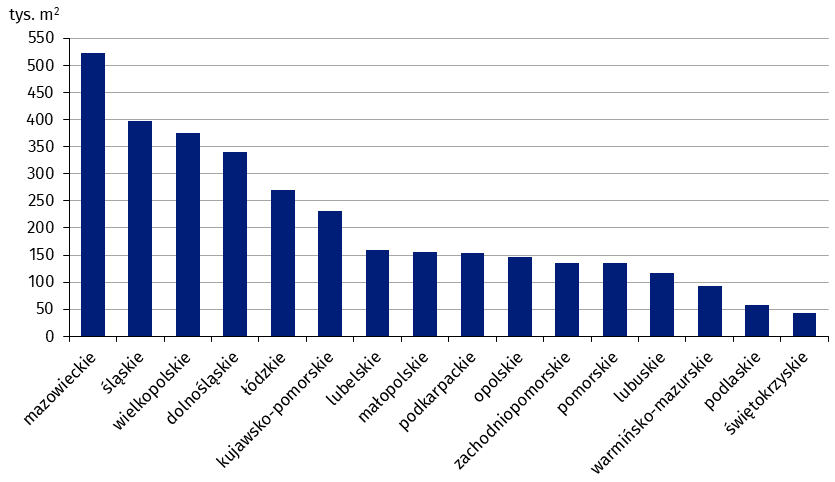 tys. m²
550
500
450
400
350
300
250
200
150
100
50
0
mazowieckie
śląskie
wielkopolskie
dolnośląskie
łódzkie
kujawsko-pomorskie
lubelskie
małopolskie
podkarpackie
opolskie
zachodniopomorskie
pomorskie
lubuskie
warmińsko-mazurskie
podlaskie
świętokrzyskie